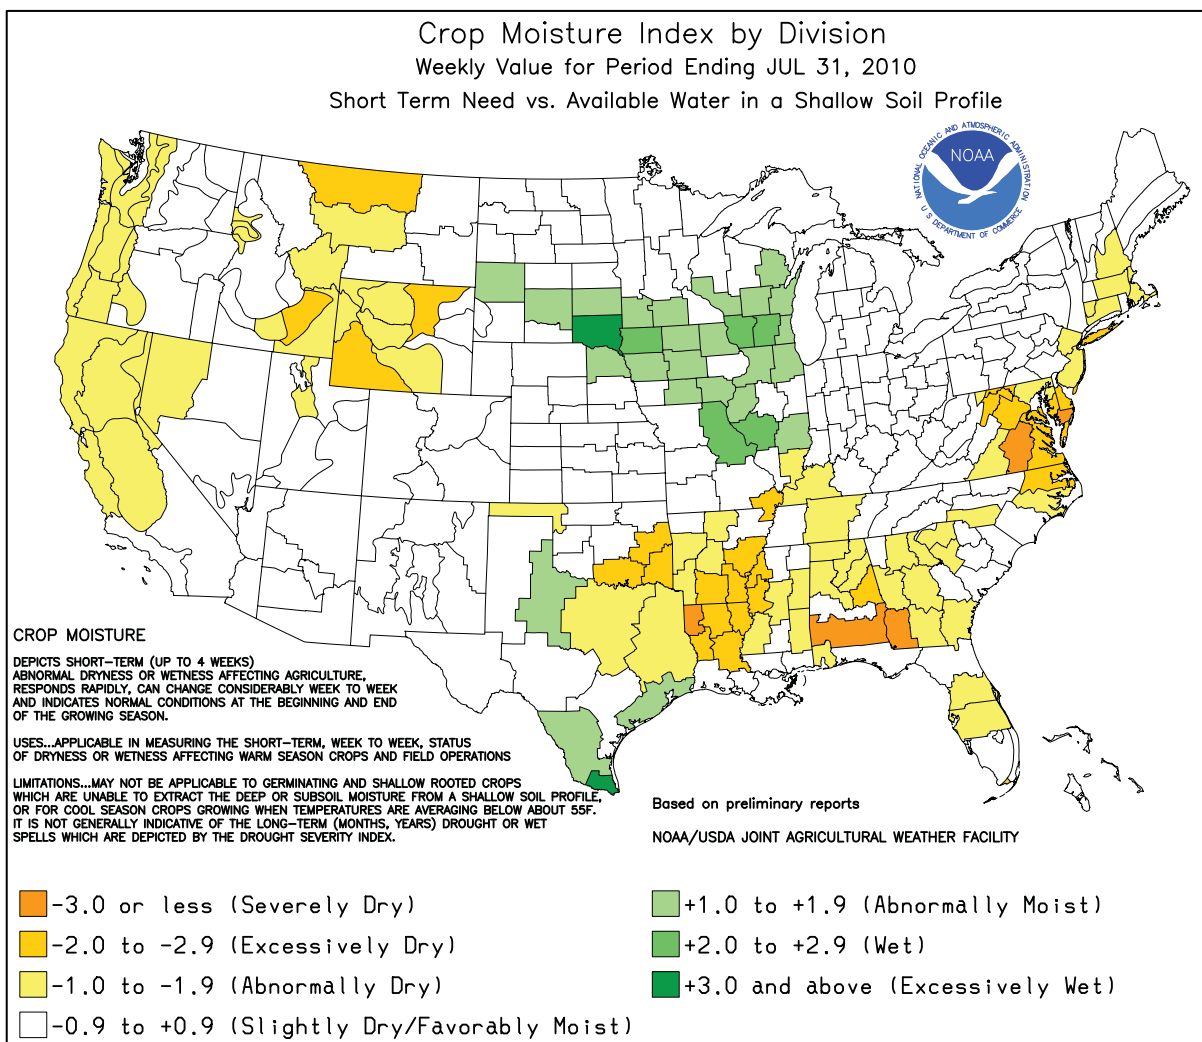 Crop Moisture Index by Division
Weekly Value for Period Ending JUL 31, 2010
Short Term Need vs. Available Water in a Shallow Soil Profile
NATIONAL OCEANIC AND ATMOSPHERIC ADMINISTRATION
NOAA
U S DEPARTMENT OF COMMERCE
CROP MOISTURE
DEPICTS SHORT-TERM (UP TO 4 WEEKS)
ABNORMAL DRYNESS OR WETNESS AFFECTING AGRICULTURE,
RESPONDS RAPIDLY, CAN CHANGE CONSIDERABLY WEEK TO WEEK
AND INDICATES NORMAL CONDITIONS AT THE BEGINNING AND END
OF THE GROWING SEASON.
USES...APPLICABLE IN MEASURING THE SHORT-TERM, WEEK TO WEEK, STATUS
OF DRYNESS OR WETNESS AFFECTING WARM SEASON CROPS AND FIELD OPERATIONS
LIMITATIONS...MAY NOT BE APPLICABLE TO GERMINATING AND SHALLOW ROOTED CROPS
WHICH ARE UNABLE TO EXTRACT THE DEEP OR SUBSOIL MOISTURE FROM A SHALLOW SOIL PROFILE,
OR FOR COOL SEASON CROPS GROWING WHEN TEMPERATURES ARE AVERAGING BELOW ABOUT 55F.
IT IS NOT GENERALLY INDICATIVE OF THE LONG-TERM (MONTHS, YEARS) DROUGHT OR WET
SPELLS WHICH ARE DEPICTED BY THE DROUGHT SEVERITY INDEX.
Based on preliminary reports
NOAA/USDA JOINT AGRICULTURAL WEATHER FACILITY
-3.0 or less (Severely Dry)
-2.0 to -2.9 (Excessively Dry)
-1.0 to -1.9 (Abnormally Dry)
-0.9 to +0.9 (Slightly Dry/Favorably Moist)
+1.0 to +1.9 (Abnormally Moist)
+2.0 to +2.9 (Wet)
+3.0 and above (Excessively Wet)